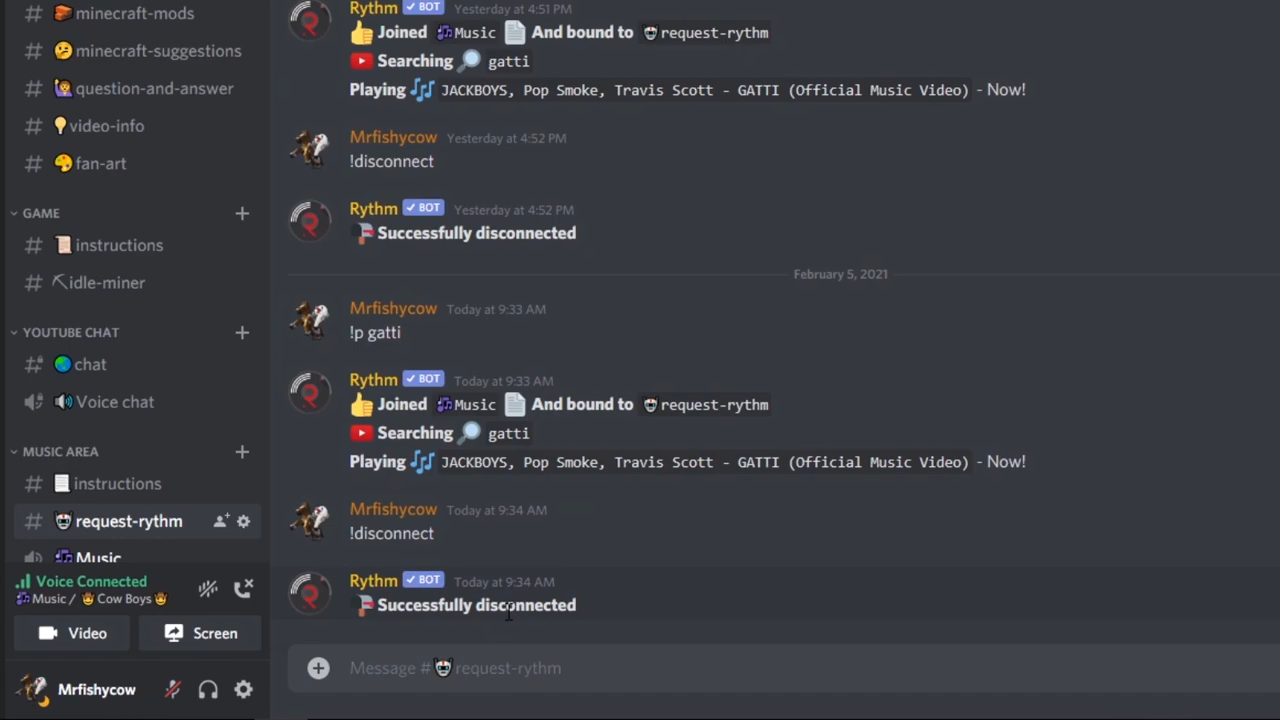 minecraft-mods
minecraft-suggestions
question-and-answer
video-info
fan-art
GAME
instructions
idle-miner
YOUTUBE CHAT
chat
Voice chat
MUSIC AREA
instructions
request-rythm
Music
Voice Connected
Music / Cow Boys
Video Screen
Mrfishycow
Rythm BOT Yesterday at 4:51 PM
Joined Music And bound to request-rythm
Searching gatti
Playing JACKBOYS, Pop Smoke, Travis Scott - GATTI (Official Music Video) - Now!
Mrfishycow Yesterday at 4:52 PM
!disconnect
Rythm BOT Yesterday at 4:52 PM
Successfully disconnected
February 5, 2021
Mrfishycow Today at 9:33 AM
!p gatti
Rythm BOT Today at 9:33 AM
Joined Music And bound to request-rythm
Searching gatti
Playing JACKBOYS, Pop Smoke, Travis Scott - GATTI (Official Music Video) - Now!
Mrfishycow Today at 9:34 AM
!disconnect
Rythm BOT Today at 9:34 AM
Successfully disconnected
Message # request-rythm